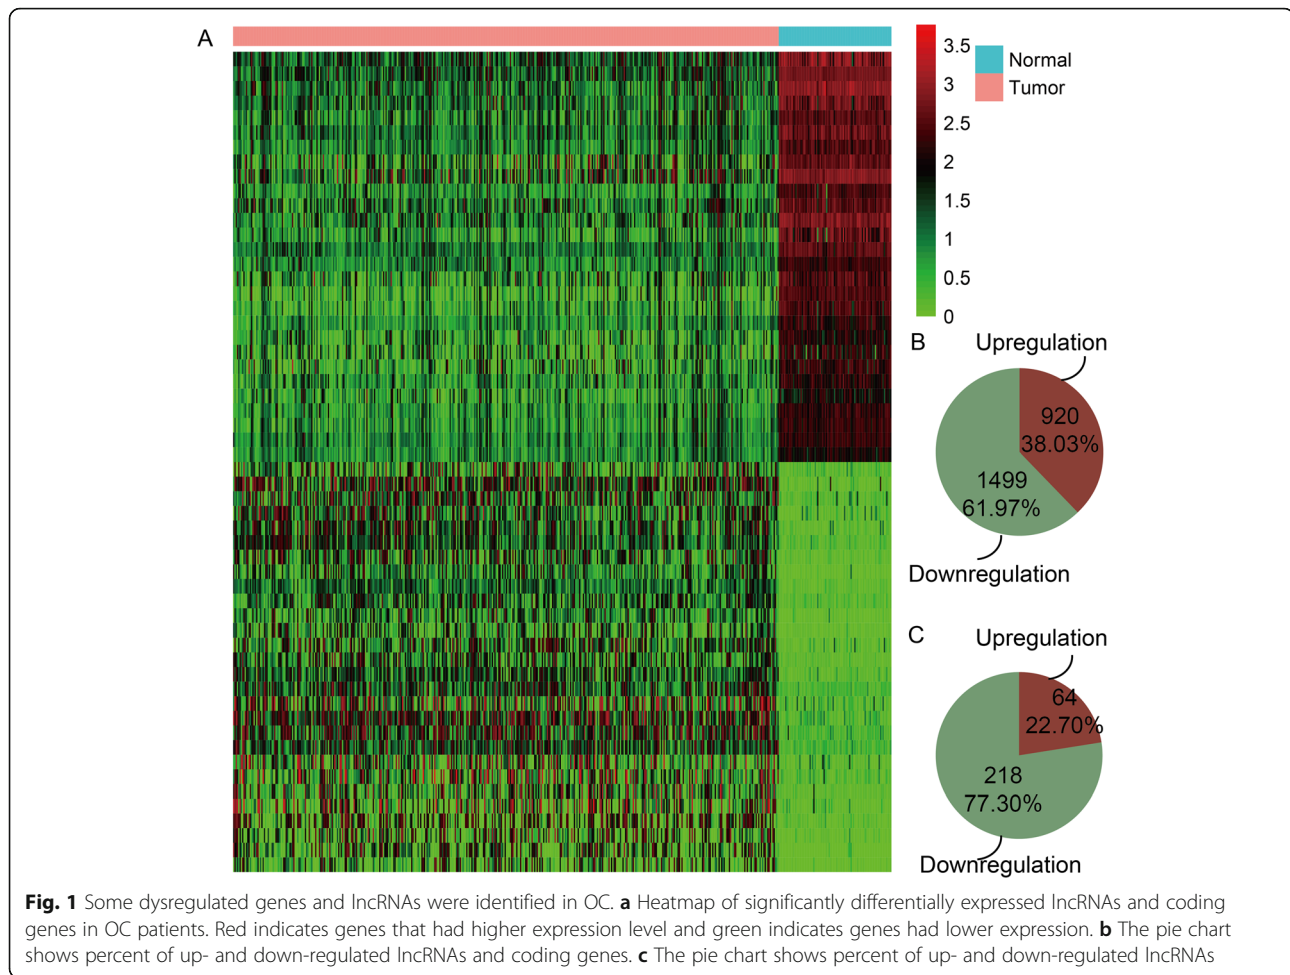 A
3.5
3
2.5
2
1.5
1
0.5
0
Normal
Tumor
B
Upregulation
920
38.03%
1499
61.97%
Downregulation
C
Upregulation
64
22.70%
218
77.30%
Downregulation
Fig. 1 Some dysregulated genes and lncRNAs were identified in OC. a Heatmap of significantly differentially expressed lncRNAs and coding
genes in OC patients. Red indicates genes that had higher expression level and green indicates genes had lower expression. b The pie chart
shows percent of up- and down-regulated lncRNAs and coding genes. c The pie chart shows percent of up- and down-regulated lncRNAs